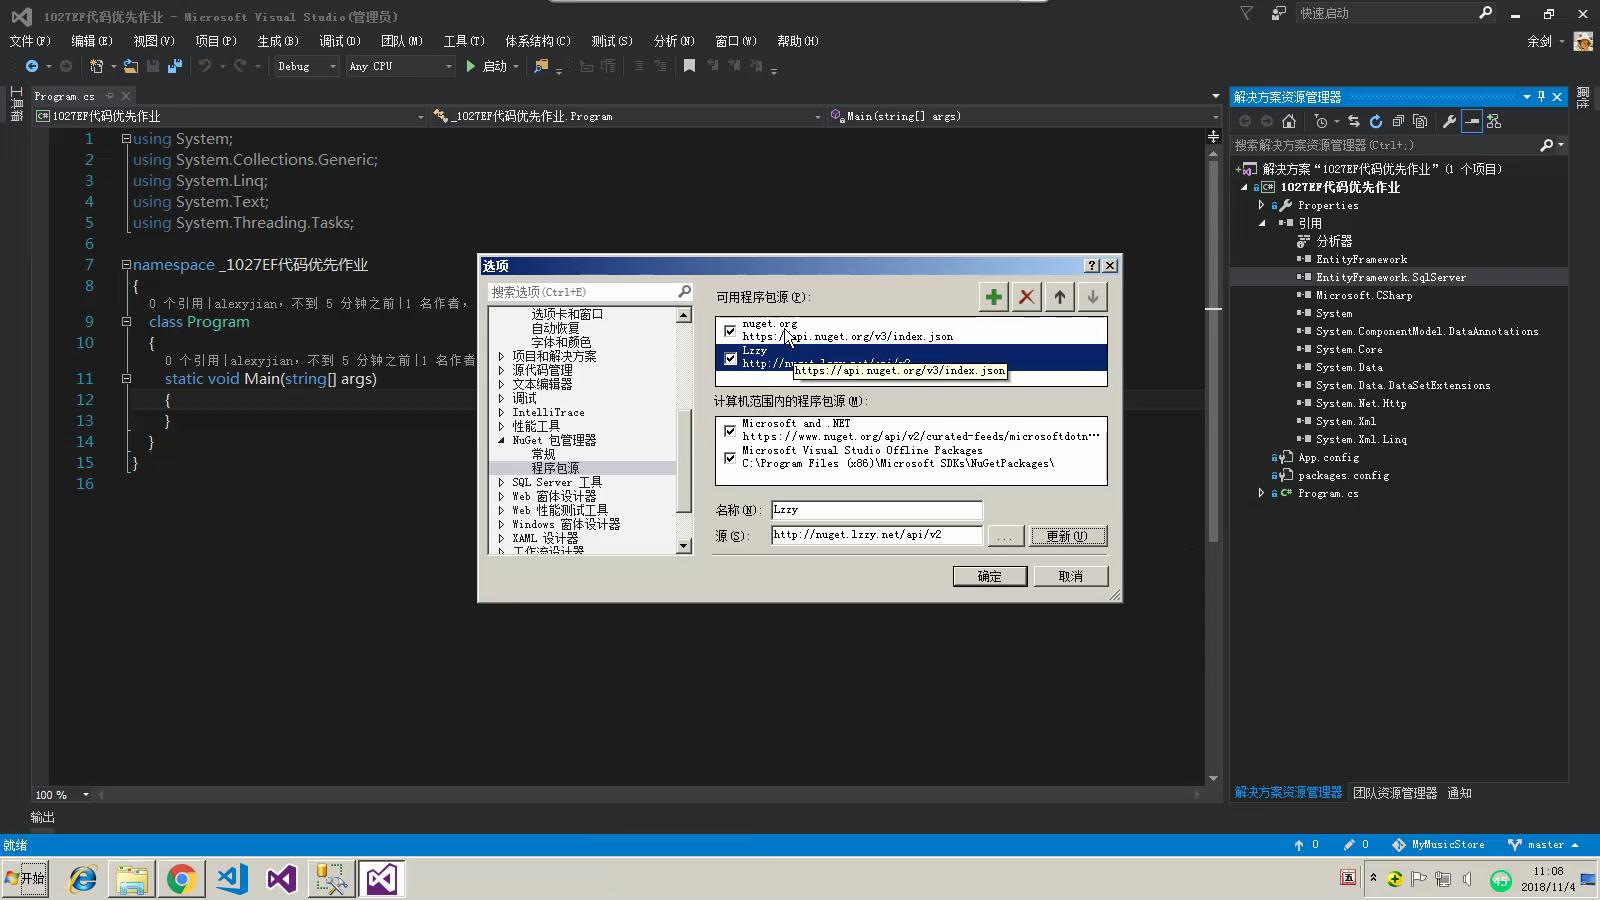 1027EF代码优先作业 - Microsoft Visual Studio(管理员)
快速启动
文件(F) 编辑(E) 视图(V) 项目(P) 生成(B) 调试(D) 团队(M) 工具(T) 体系结构(C) 测试(S) 分析(N) 窗口(W) 帮助(H)
余剑
Debug Any CPU 启动
工具箱
Program.cs
1027EF代码优先作业 _1027EF代码优先作业.Program Main(string[] args)
1 using System;
2 using System.Collections.Generic;
3 using System.Linq;
4 using System.Text;
5 using System.Threading.Tasks;
6
7 namespace _1027EF代码优先作业
8 {
0 个引用|alexyjian，不到 5 分钟之前|1 名作者，
9 class Program
10 {
0 个引用|alexyjian，不到 5 分钟之前|1 名作者
11 static void Main(string[] args)
12 {
13 }
14 }
15 }
16
100 %
输出
选项
搜索选项(Ctrl+E)
选项卡和窗口
自动恢复
字体和颜色
项目和解决方案
源代码管理
文本编辑器
调试
IntelliTrace
性能工具
NuGet 包管理器
常规
程序包源
SQL Server 工具
Web 窗体设计器
Web 性能测试工具
Windows 窗体设计器
XAML 设计器
工作流设计器
可用程序包源(P):
nuget.org
https://api.nuget.org/v3/index.json
Lzzy
http://nuget.lzzy.net/api/v2
https://api.nuget.org/v3/index.json
计算机范围内的程序包源(M):
Microsoft and .NET
https://www.nuget.org/api/v2/curated-feeds/microsoftdotn···
Microsoft Visual Studio Offline Packages
C:\Program Files (x86)\Microsoft SDKs\NuGetPackages\
名称(N): Lzzy
源(S): http://nuget.lzzy.net/api/v2 ... 更新(U)
确定 取消
解决方案资源管理器
属性
搜索解决方案资源管理器(Ctrl+;)
解决方案“1027EF代码优先作业”(1 个项目)
1027EF代码优先作业
Properties
引用
分析器
EntityFramework
EntityFramework.SqlServer
Microsoft.CSharp
System
System.ComponentModel.DataAnnotations
System.Core
System.Data
System.Data.DataSetExtensions
System.Net.Http
System.Xml
System.Xml.Linq
App.config
packages.config
Program.cs
解决方案资源管理器 团队资源管理器 通知
就绪
0 0 MyMusicStore master
开始
五
45
11:08
2018/11/4